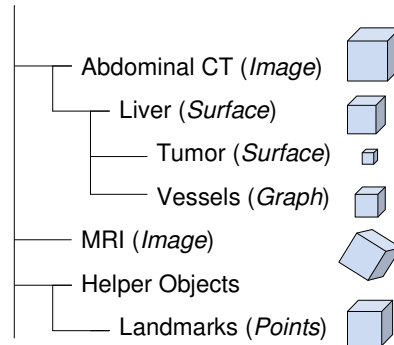 Abdominal CT (Image)
Liver (Surface)
Tumor (Surface)
Vessels (Graph)
MRI (Image)
Helper Objects
Landmarks (Points)